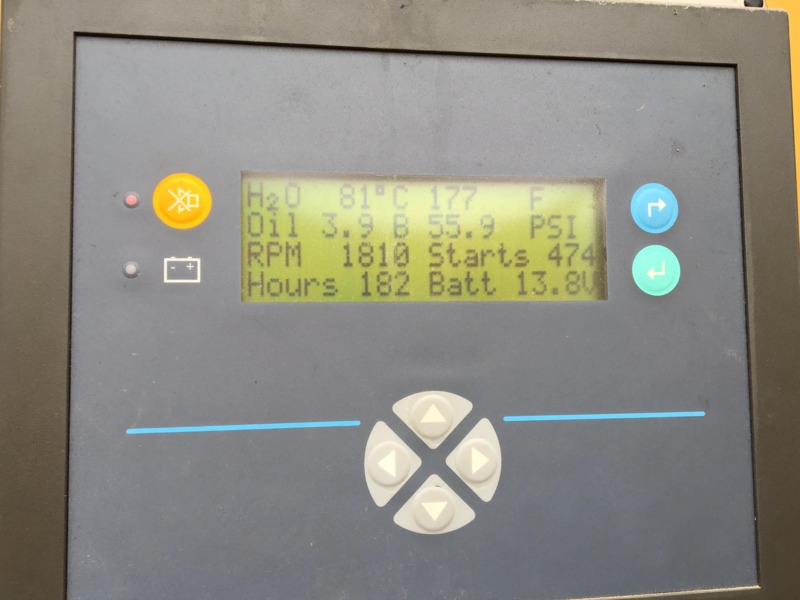 H₂O 81°C 177 F
Oil 3.9 B 55.9 PSI
RPM 1810 Starts 474
Hours 182 Batt 13.8V
- +